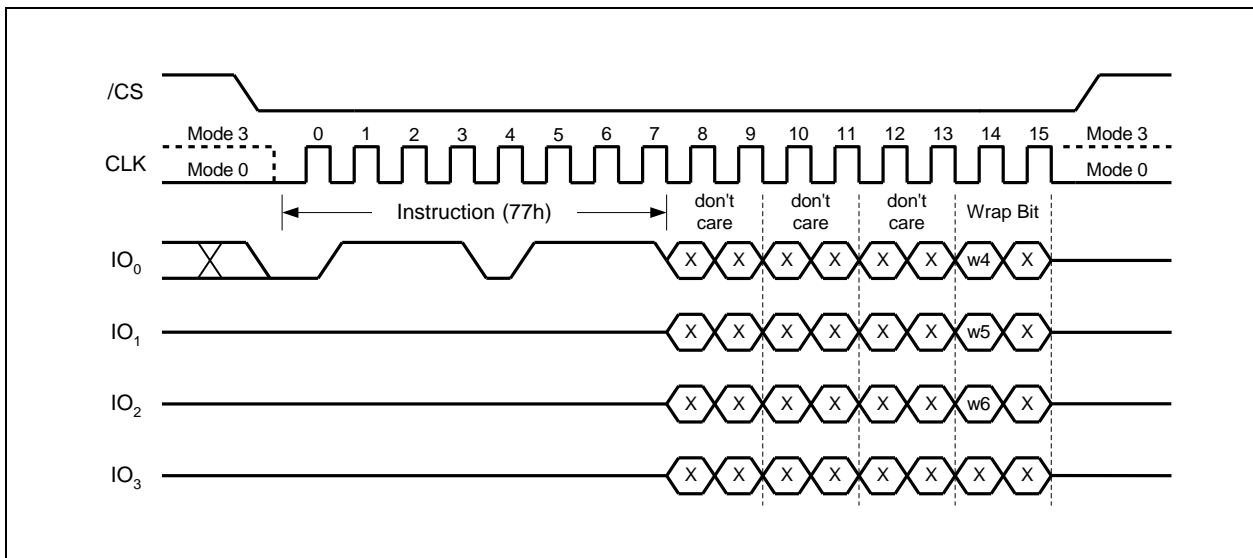 /CS
Mode 3 0 1 2 3 4 5 6 7 8 9 10 11 12 13 14 15 Mode 3
CLK
Mode 0 Mode 0
Instruction (77h) don't care don't care don't care Wrap Bit
IO0 X X X X X X w4 X
IO1 X X X X X X w5 X
IO2 X X X X X X w6 X
IO3 X X X X X X X X